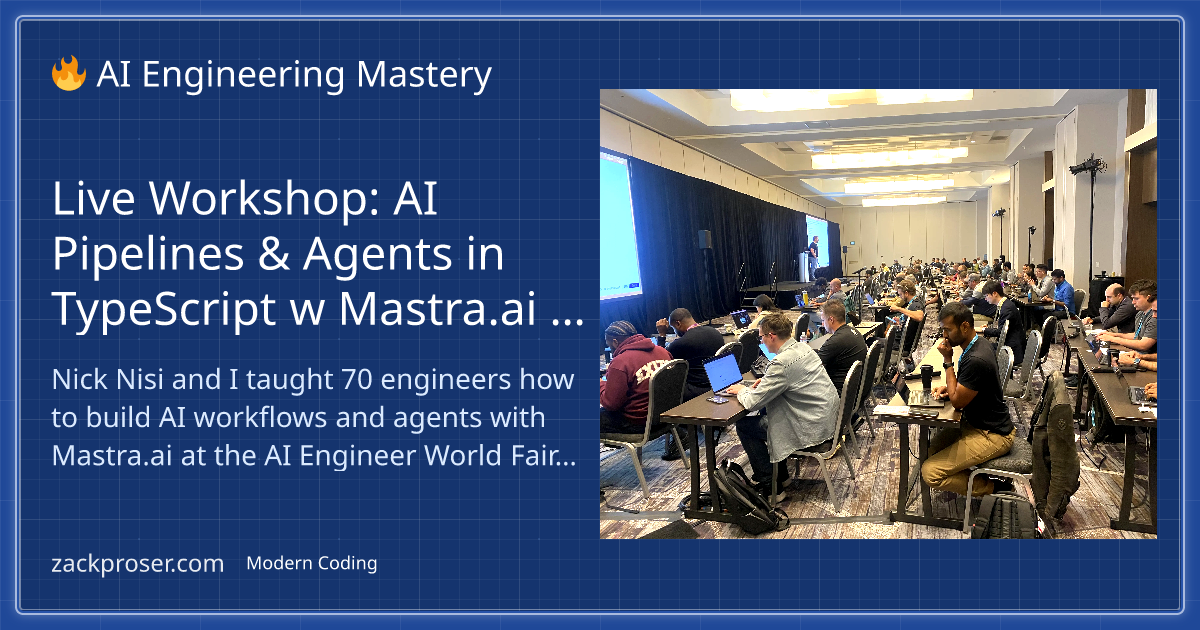 🔥 AI Engineering Mastery
Live Workshop: AI
Pipelines & Agents in
TypeScript w Mastra.ai ...
Nick Nisi and I taught 70 engineers how
to build AI workflows and agents with
Mastra.ai at the AI Engineer World Fair...
zackproser.com Modern Coding